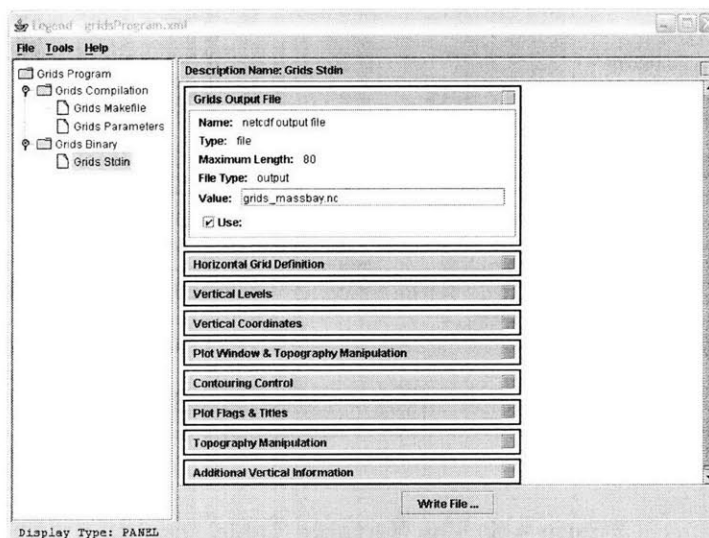 Legend gridsProgram.xml
File Tools Help
Grids Program
Grids Compilation
Grids Makefile
Grids Parameters
Grids Binary
Grids Stdin
Description Name: Grids Stdin
Grids Output File
Name: netcdf output file
Type: file
Maximum Length: 80
File Type: output
Value: grids_massbay.nc
Use:
Horizontal Grid Definition
Vertical Levels
Vertical Coordinates
Plot Window & Topography Manipulation
Contouring Control
Plot Flags & Titles
Topography Manipulation
Additional Vertical Information
Write File ...
Display Type: PANEL